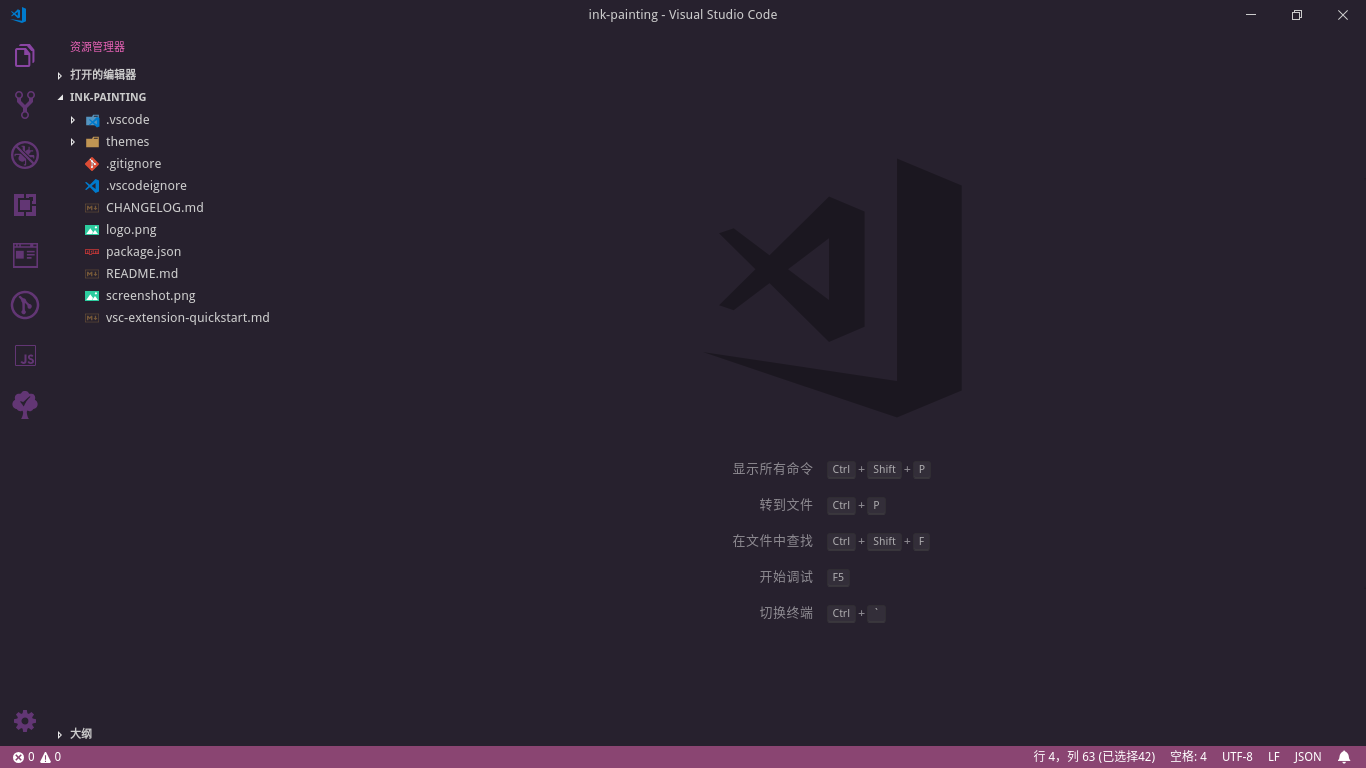 ink-painting - Visual Studio Code
资源管理器
打开的编辑器
INK-PAINTING
.vscode
themes
.gitignore
.vscodeignore
CHANGELOG.md
logo.png
package.json
README.md
screenshot.png
vsc-extension-quickstart.md
JS
显示所有命令 Ctrl + Shift + P
转到文件 Ctrl + P
在文件中查找 Ctrl + Shift + F
开始调试 F5
切换终端 Ctrl + `
大纲
0 0 行 4，列 63 (已选择42) 空格: 4 UTF-8 LF JSON